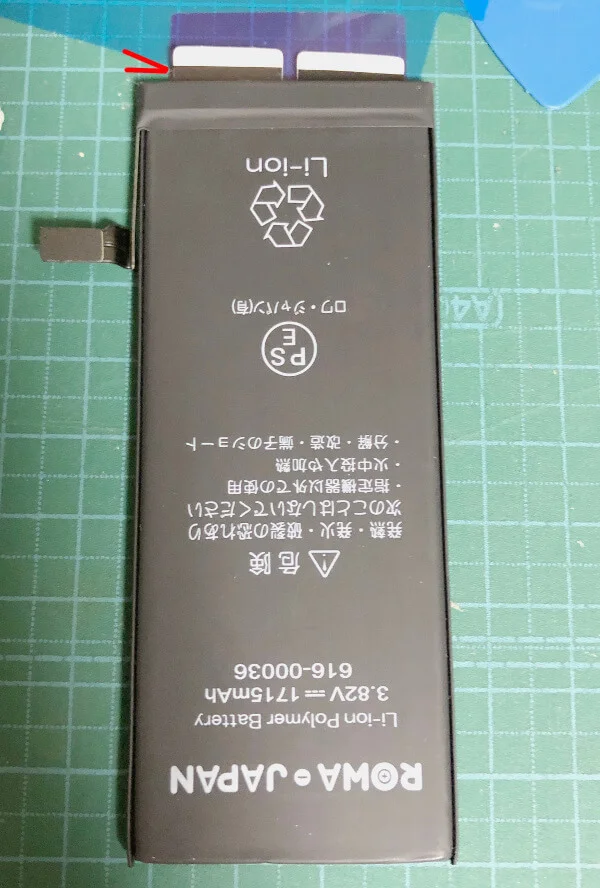 ROWA JAPAN
Li-ion Polymer Battery
3.82V ⎓ 1715mAh
616-00036
⚠ 危険
発熱・発火・破裂の恐れあり
次のことはしないでください
・指定機器以外での使用
・火中投入や加熱
・分解・改造・端子のショート
PS
E
ロワ・ジャパン(有)
Li-ion
(A4